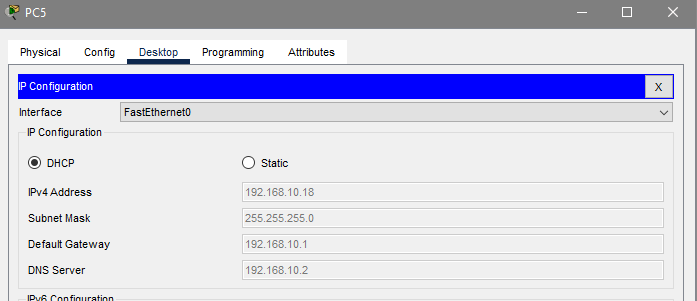 PC5
Physical Config Desktop Programming Attributes
IP Configuration X
Interface FastEthernet0
IP Configuration
DHCP Static
IPv4 Address 192.168.10.18
Subnet Mask 255.255.255.0
Default Gateway 192.168.10.1
DNS Server 192.168.10.2
IPv6 Configuration